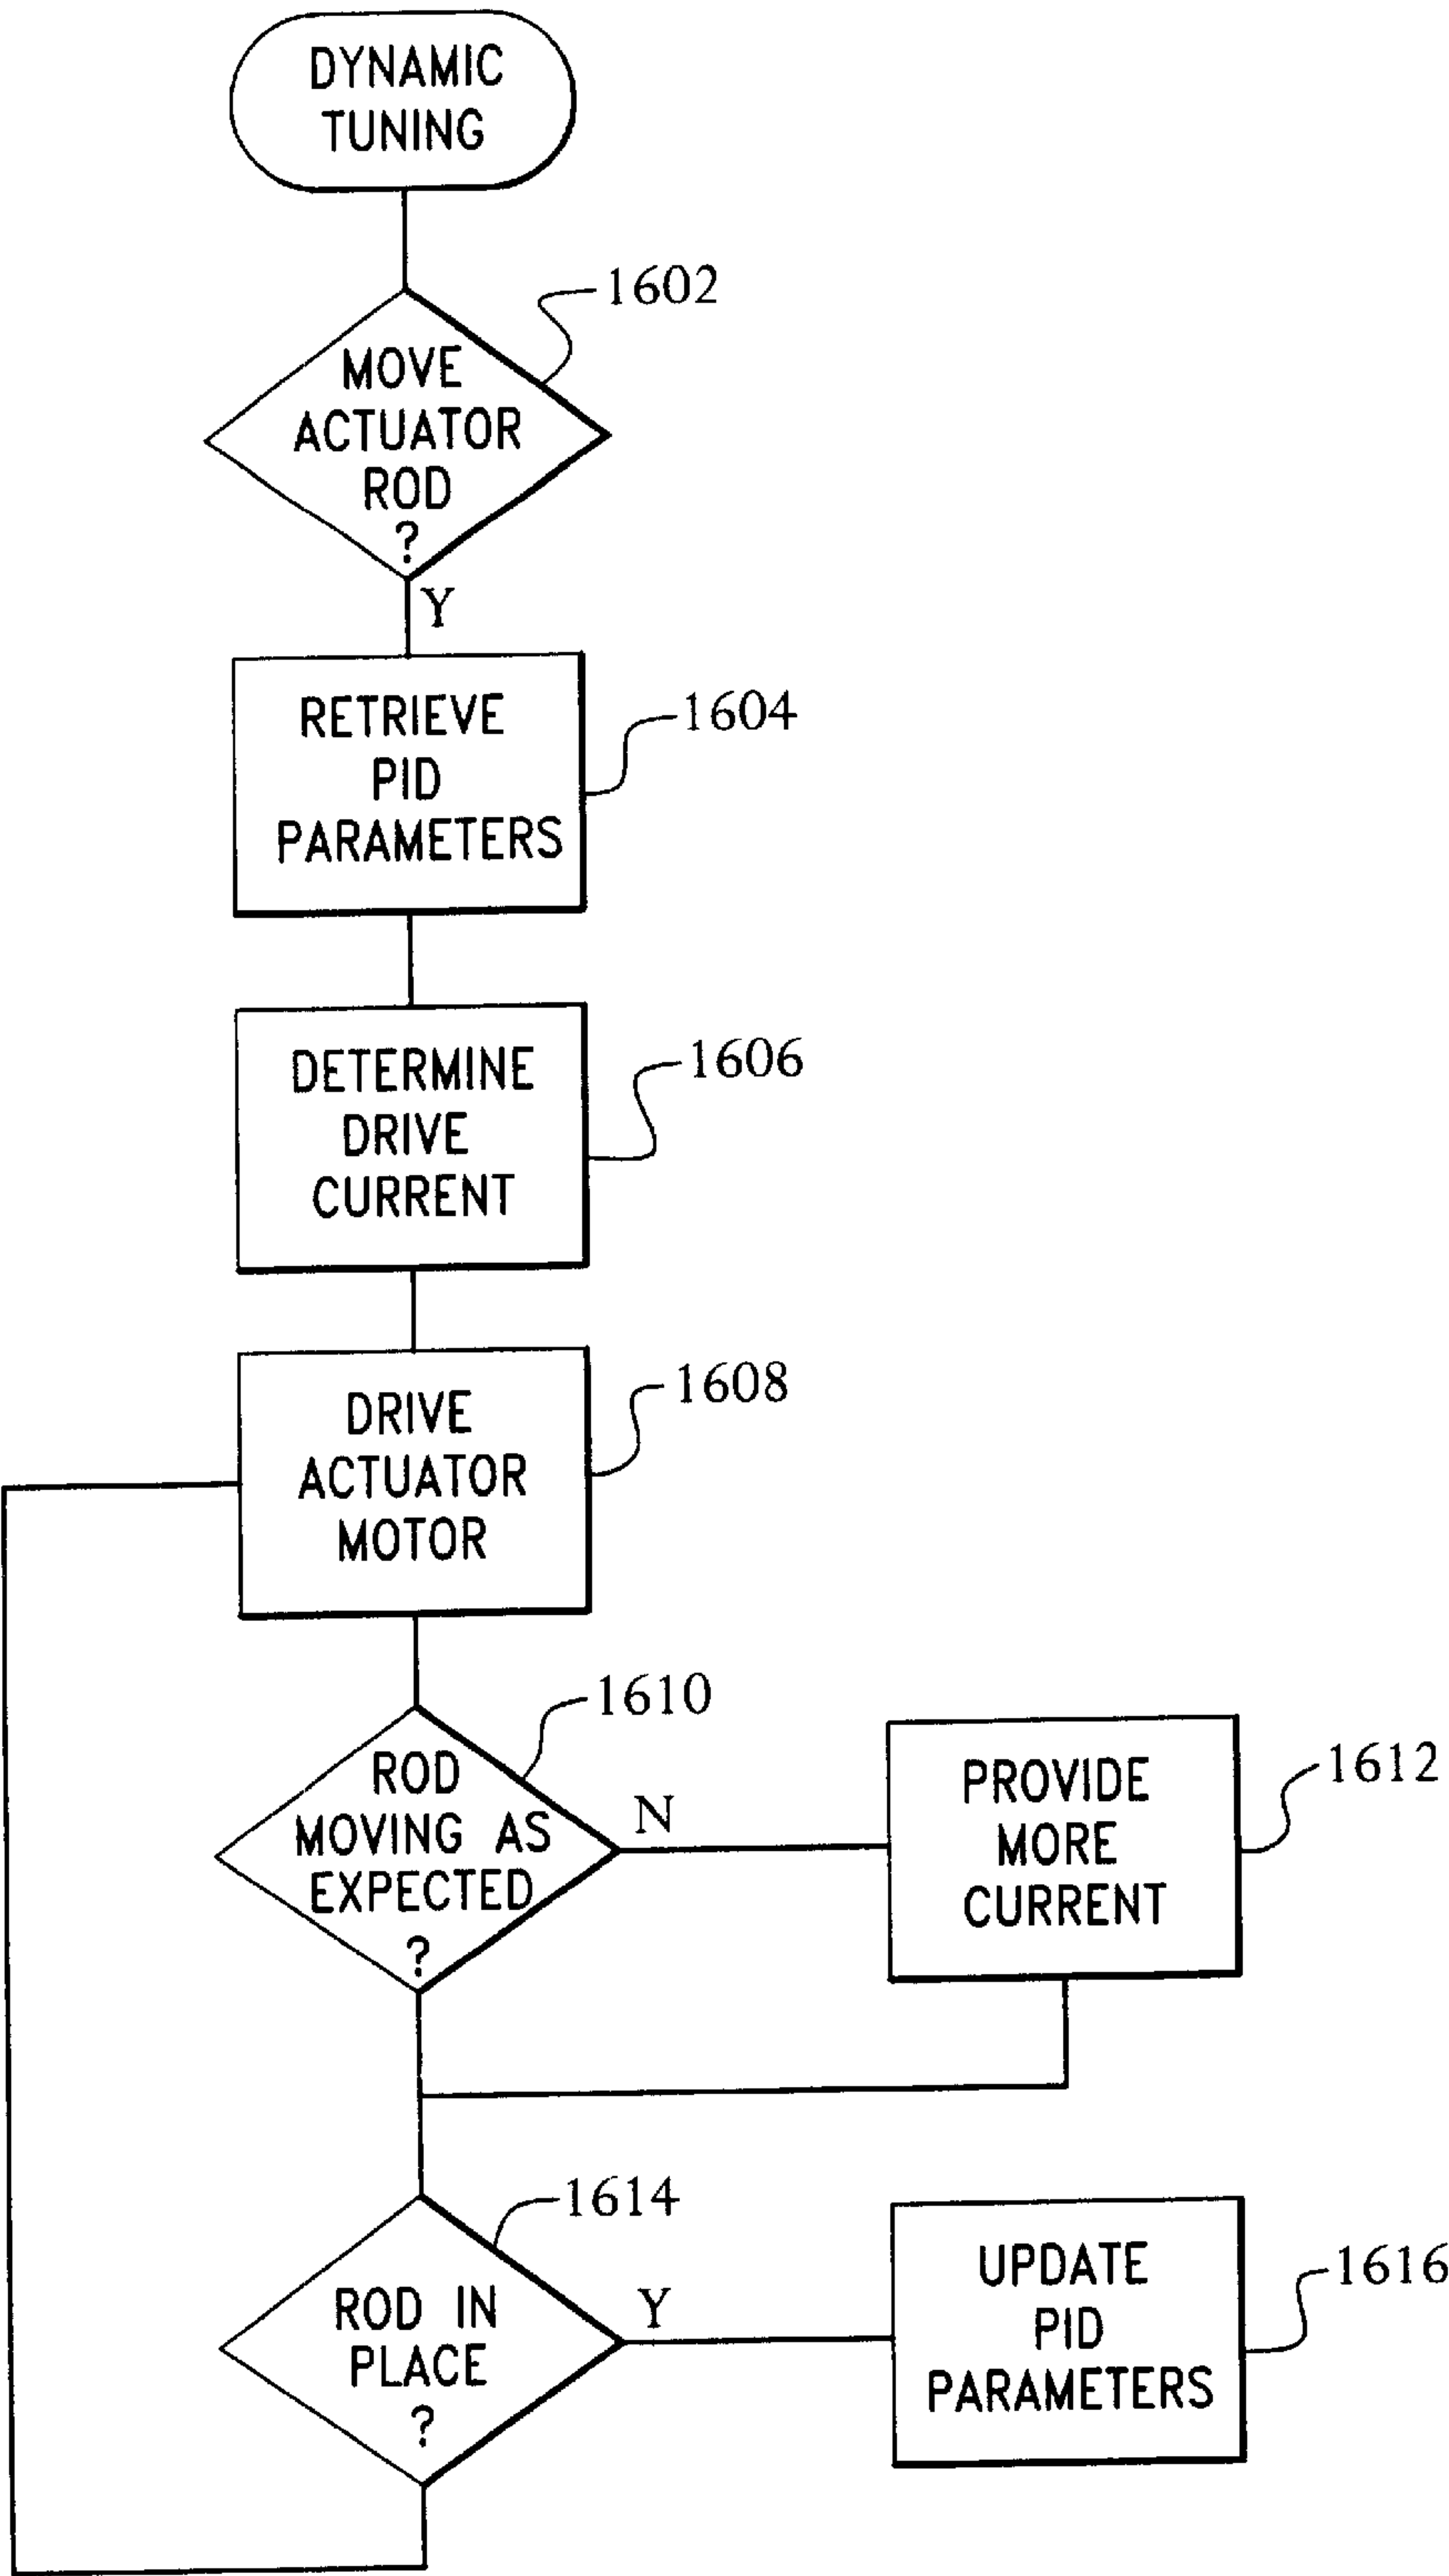 DYNAMIC
TUNING
1602
MOVE
ACTUATOR
ROD
?
Y
RETRIEVE
PID
PARAMETERS
1604
DETERMINE
DRIVE
CURRENT
1606
DRIVE
ACTUATOR
MOTOR
1608
1610
ROD
MOVING AS
EXPECTED
?
N
PROVIDE
MORE
CURRENT
1612
1614
ROD IN
PLACE
?
Y
UPDATE
PID
PARAMETERS
1616